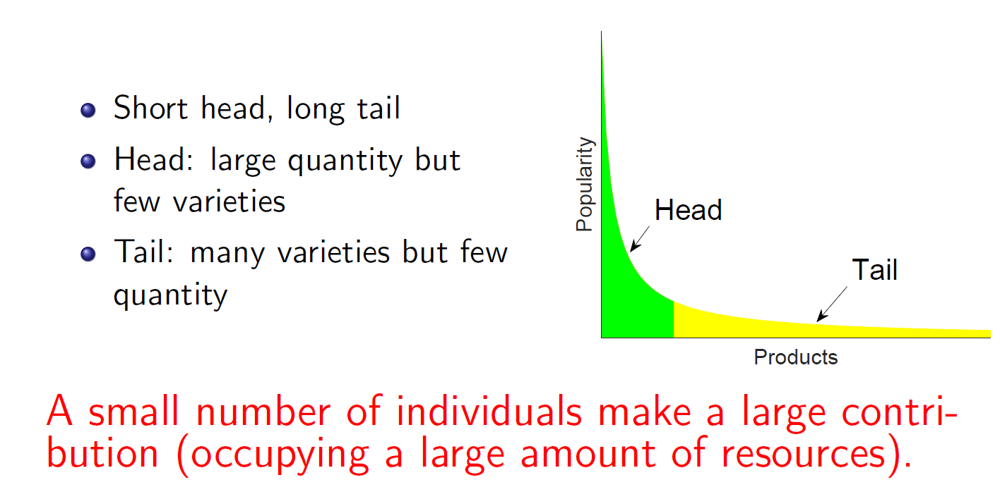 Short head, long tail
Head: large quantity but
few varieties
Tail: many varieties but few
quantity
Popularity
Head
Tail
Products
A small number of individuals make a large contri-
bution (occupying a large amount of resources).